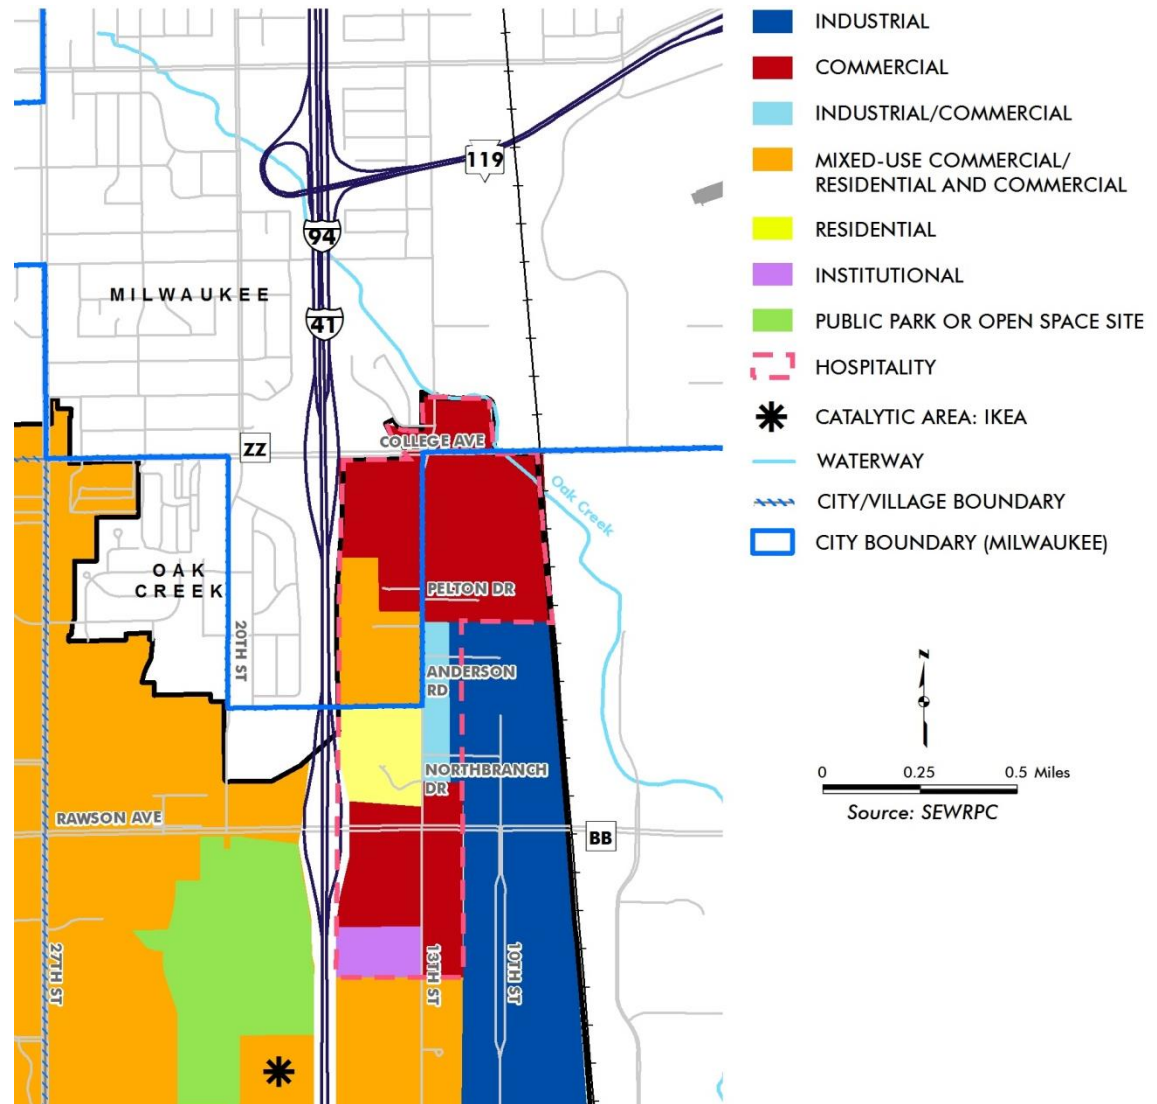 119
94
41
MILWAUKEE
COLLEGE AVE
ZZ
Oak Creek
OAK
CREEK
PELTON DR
20TH ST
ANDERSON
RD
NORTHBRANCH
DR
RAWSON AVE
BB
27TH ST
13TH ST
10TH ST
INDUSTRIAL
COMMERCIAL
INDUSTRIAL/COMMERCIAL
MIXED-USE COMMERCIAL/
RESIDENTIAL AND COMMERCIAL
RESIDENTIAL
INSTITUTIONAL
PUBLIC PARK OR OPEN SPACE SITE
HOSPITALITY
CATALYTIC AREA: IKEA
WATERWAY
CITY/VILLAGE BOUNDARY
CITY BOUNDARY (MILWAUKEE)
N
0 0.25 0.5 Miles
Source: SEWRPC